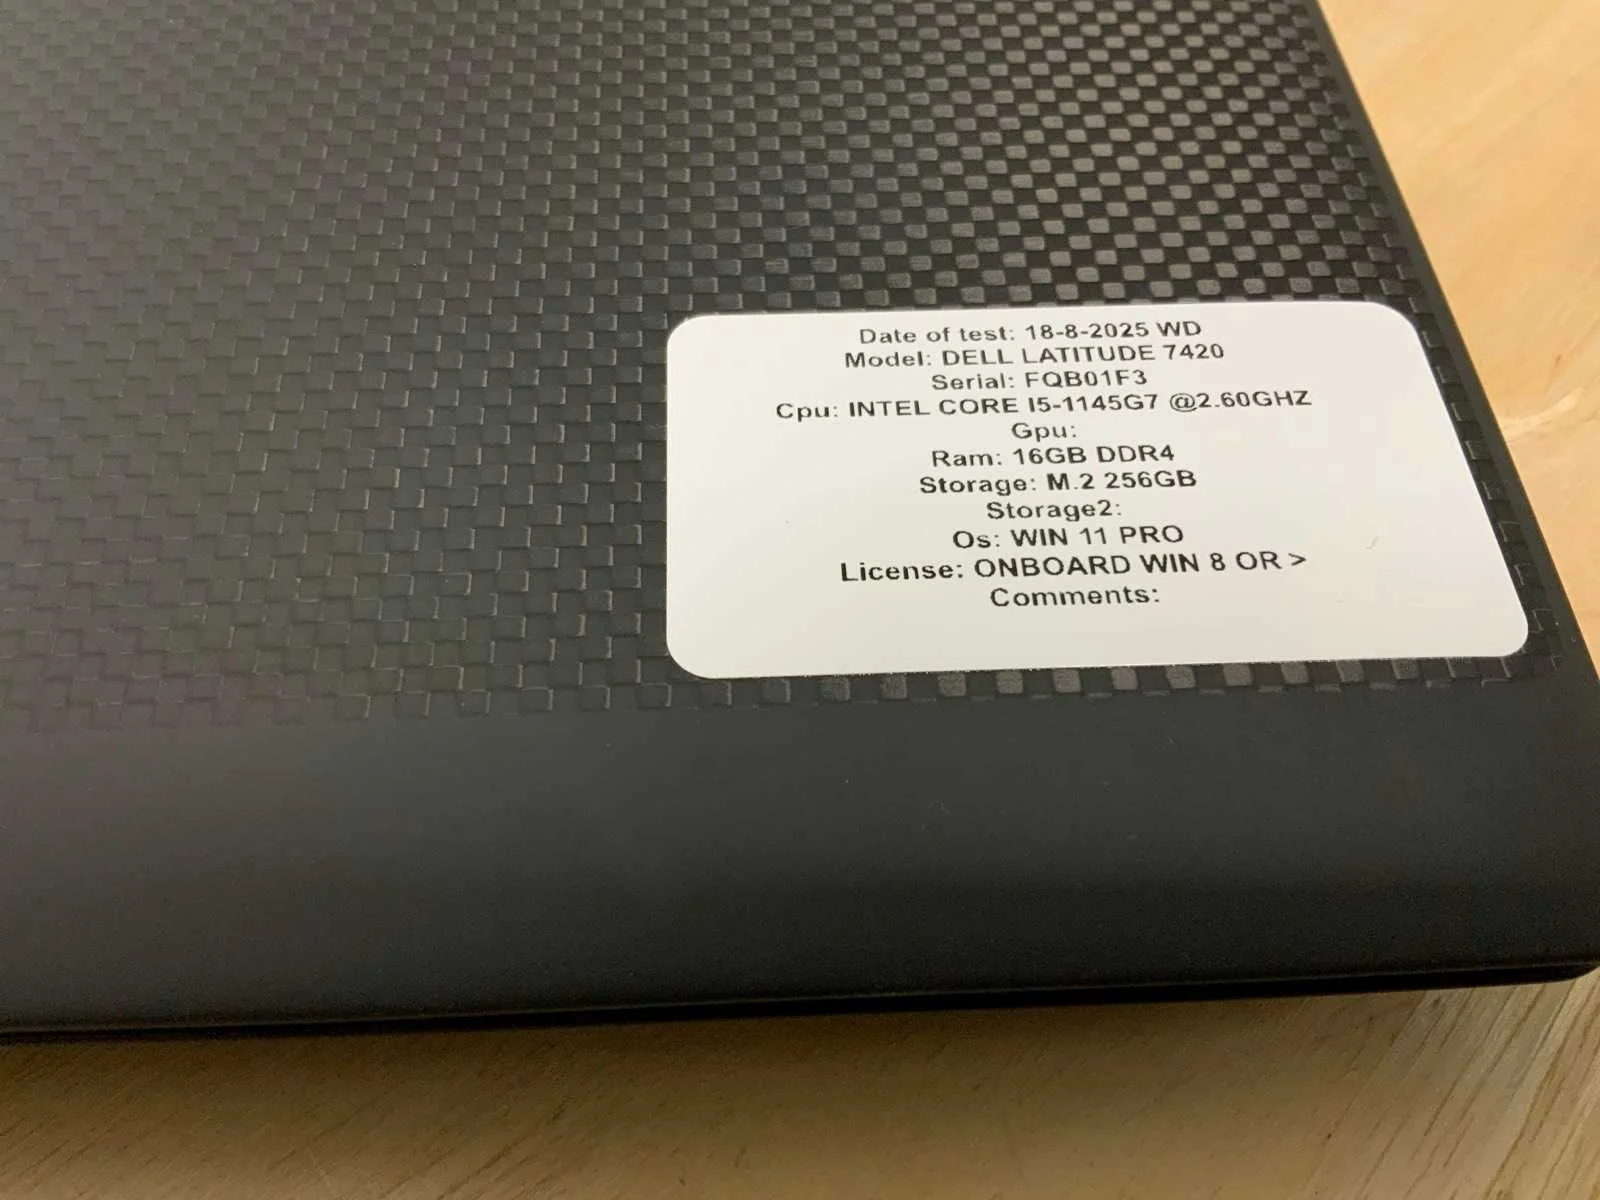 Date of test: 18-8-2025 WD
Model: DELL LATITUDE 7420
Serial: FQB01F3
Cpu: INTEL CORE I5-1145G7 @2.60GHZ
Gpu:
Ram: 16GB DDR4
Storage: M.2 256GB
Storage2:
Os: WIN 11 PRO
License: ONBOARD WIN 8 OR >
Comments: